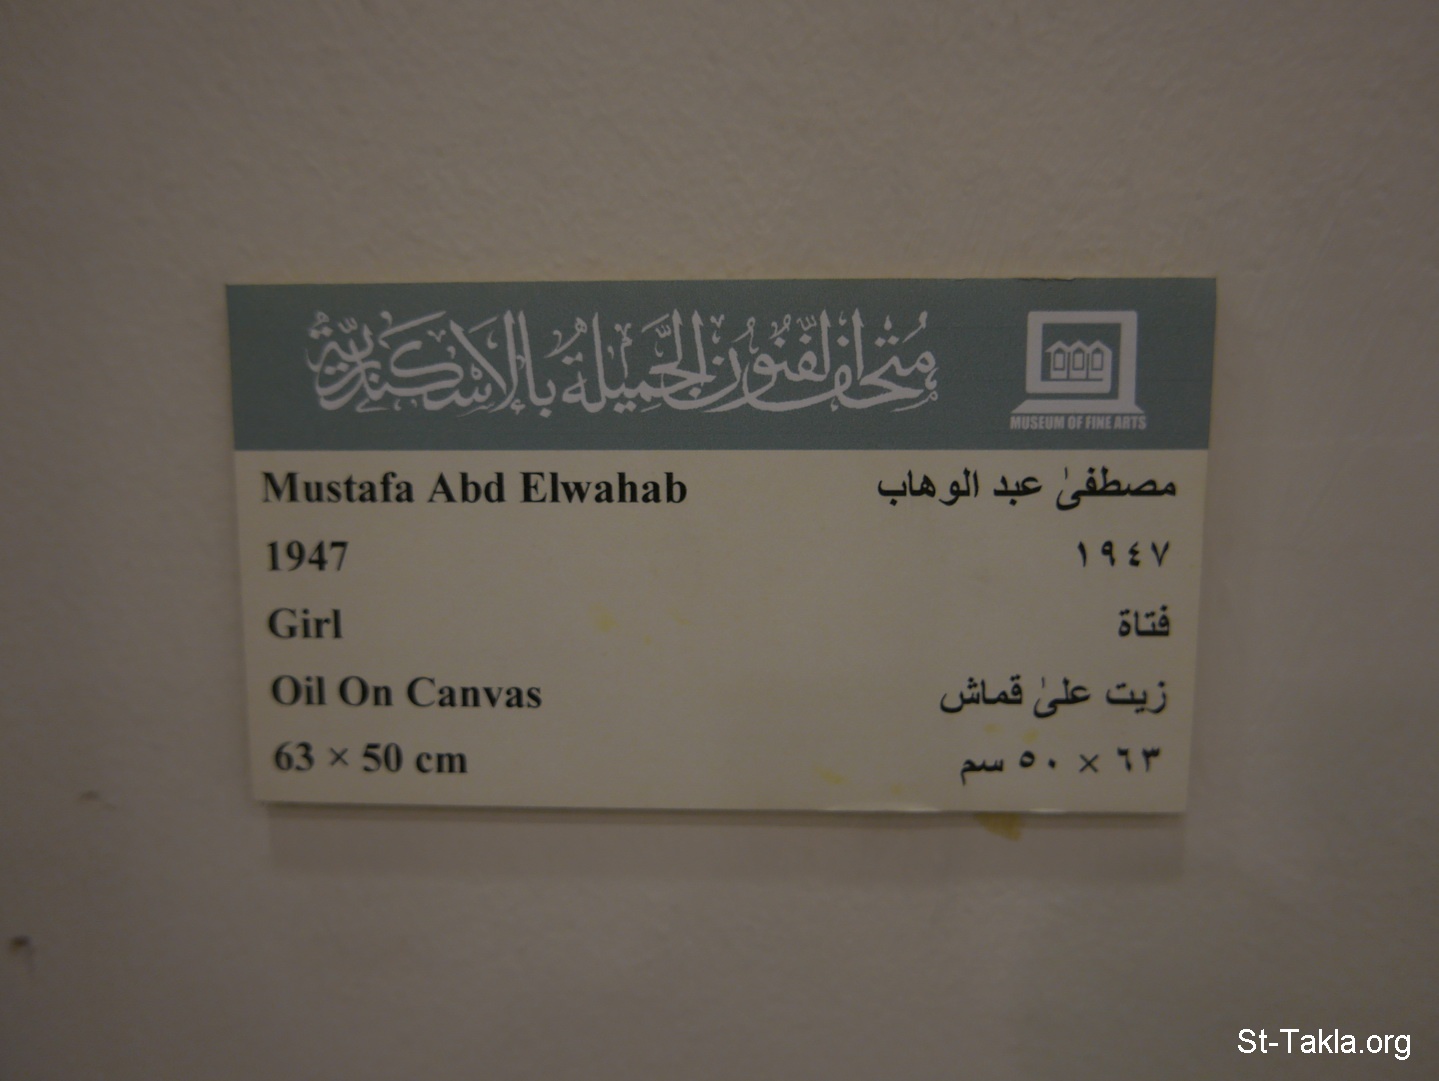 متحف الفنون الجميلة بالإسكندرية
MUSEUM OF FINE ARTS
Mustafa Abd Elwahab
مصطفىٰ عبد الوهاب
1947
١٩٤٧
Girl
فتاة
Oil On Canvas
زيت علىٰ قماش
63 × 50 cm
٦٣ × ٥٠ سم
St-Takla.org